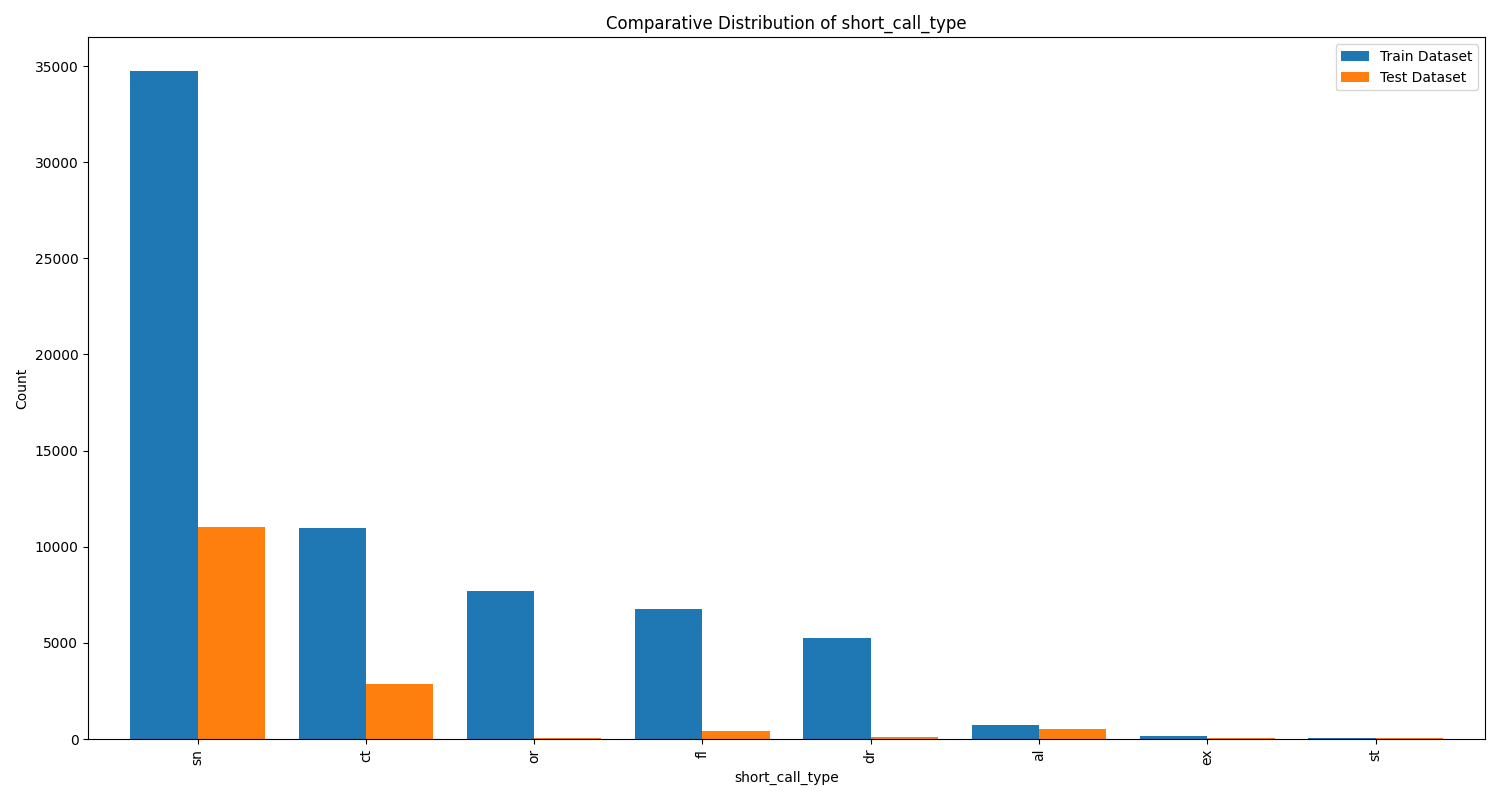 Comparative Distribution of short_call_type
Train Dataset
Test Dataset
35000
30000
25000
20000
15000
10000
5000
0
Count
sn
ct
or
fl
dr
al
ex
st
short_call_type